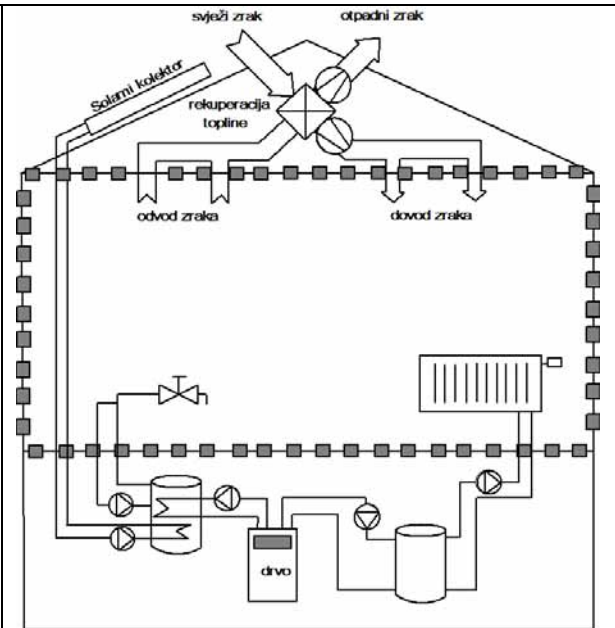 svježi zrak
otpadni zrak
Solarni kolektor
rekuperacija
topline
odvod zraka
dovod zraka
drvo